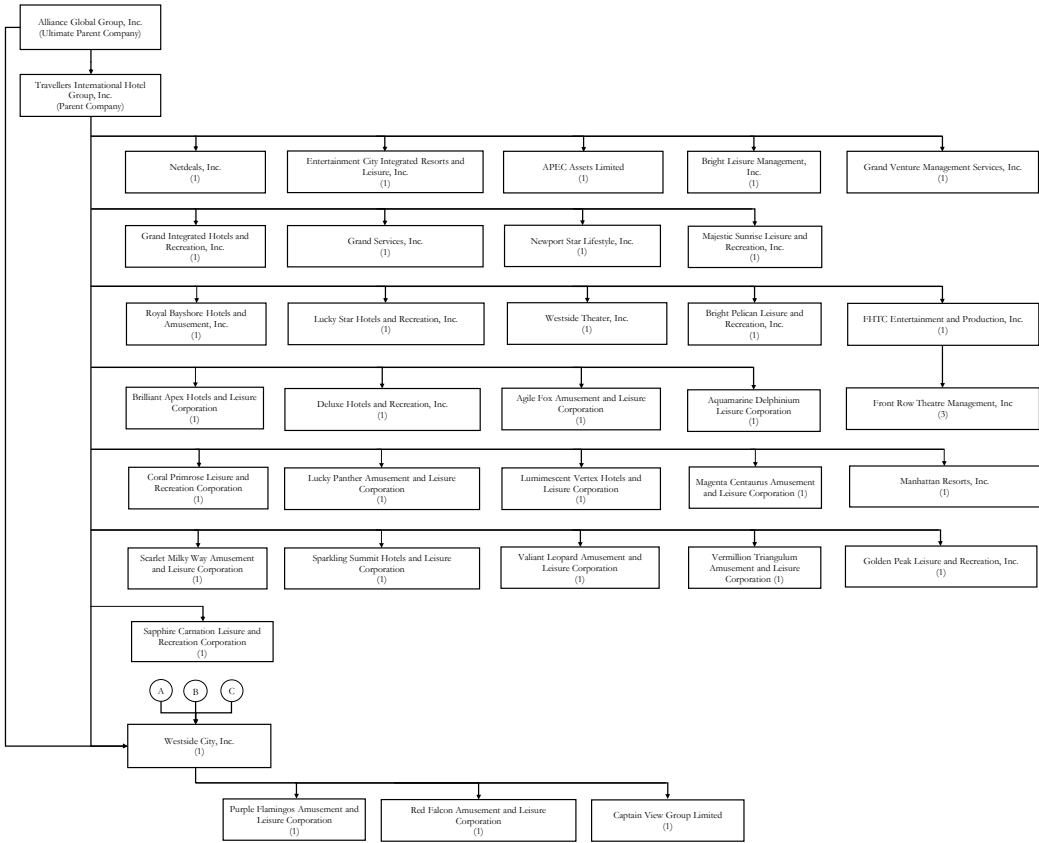 Alliance Global Group, Inc.
(Ultimate Parent Company)
Travellers International Hotel
Group, Inc.
(Parent Company)
Netdeals, Inc.
(1)
Entertainment City Integrated Resorts and
Leisure, Inc.
(1)
APEC Assets Limited
(1)
Bright Leisure Management,
Inc.
(1)
Grand Venture Management Services, Inc.
(1)
Grand Integrated Hotels and
Recreation, Inc.
(1)
Grand Services, Inc.
(1)
Newport Star Lifestyle, Inc.
(1)
Majestic Sunrise Leisure and
Recreation, Inc.
(1)
Royal Bayshore Hotels and
Amusement, Inc.
(1)
Lucky Star Hotels and Recreation, Inc.
(1)
Westside Theater, Inc.
(1)
Bright Pelican Leisure and
Recreation, Inc.
(1)
FHTC Entertainment and Production, Inc.
(1)
Brilliant Apex Hotels and Leisure
Corporation
(1)
Deluxe Hotels and Recreation, Inc.
(1)
Agile Fox Amusement and Leisure
Corporation
(1)
Aquamarine Delphinium
Leisure Corporation
(1)
Front Row Theatre Management, Inc
(3)
Coral Primrose Leisure and
Recreation Corporation
(1)
Lucky Panther Amusement and Leisure
Corporation
(1)
Lumimescent Vertex Hotels and
Leisure Corporation
(1)
Magenta Centaurus Amusement
and Leisure Corporation (1)
Manhattan Resorts, Inc.
(1)
Scarlet Milky Way Amusement
and Leisure Corporation
(1)
Sparkling Summit Hotels and Leisure
Corporation
(1)
Valiant Leopard Amusement and
Leisure Corporation
(1)
Vermillion Triangulum
Amusement and Leisure
Corporation (1)
Golden Peak Leisure and Recreation, Inc.
(1)
Sapphire Carnation Leisure and
Recreation Corporation
(1)
A
B
C
Westside City, Inc.
(1)
Purple Flamingos Amusement and
Leisure Corporation
(1)
Red Falcon Amusement and Leisure
Corporation
(1)
Captain View Group Limited
(1)